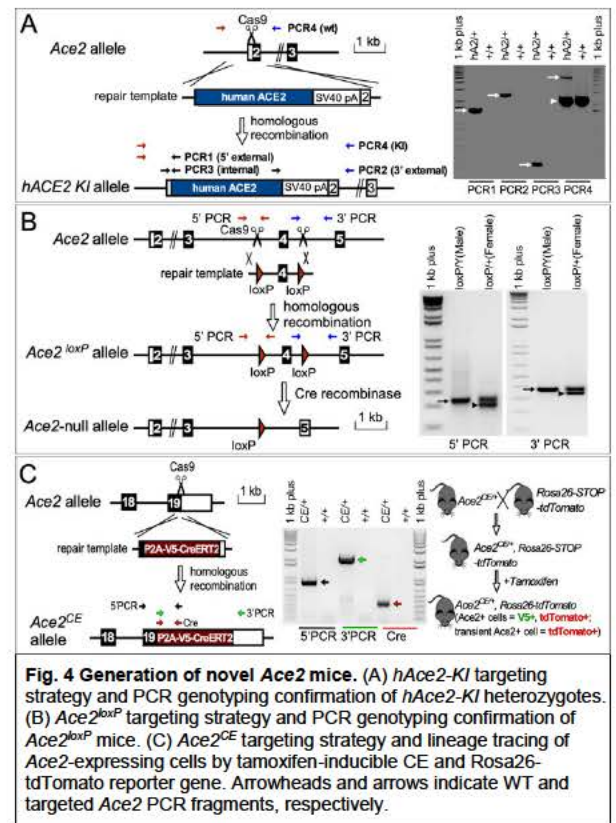 A
Cas9
PCR4 (wt)
Ace2 allele
2
3
1 kb
repair template
human ACE2
SV40 pA
2
homologous
recombination
PCR1 (5' external)
PCR3 (internal)
PCR4 (KI)
PCR2 (3' external)
hACE2 KI allele
human ACE2
SV40 pA
2
3
1 kb plus
hA2/+
+/+
hA2/+
+/+
hA2/+
+/+
hA2/+
+/+
1 kb plus
PCR1 PCR2 PCR3 PCR4
B
5' PCR
3' PCR
Cas9
Ace2 allele
2
3
4
5
repair template
4
loxP
loxP
homologous
recombination
5' PCR
3' PCR
Ace2 loxP
2
3
4
5
loxP
loxP
Cre recombinase
Ace2-null allele
2
3
5
1 kb
loxP
1 kb plus
loxP/Y(Male)
loxP/+(Female)
1 kb plus
loxP/Y(Male)
loxP/+(Female)
5' PCR
3' PCR
C
Cas9
Ace2
allele
18
19
1 kb
repair template
P2A-V5-CreERT2
homologous
recombination
5'PCR
3'PCR
Cre
Ace2CE
allele
18
19
P2A-V5-CreERT2
1 kb plus
CE/+
+/+
CE/+
+/+
CE/+
+/+
1 kb plus
5'PCR 3'PCR Cre
Ace2CE/+
Rosa26-STOP
-tdTomato
Ace2CE/+, Rosa26-STOP
-tdTomato
+Tamoxifen
Ace2CE/+, Rosa26-tdTomato
(Ace2+ cells = V5+, tdTomato+;
transient Ace2+ cell = tdTomato+)
Fig. 4 Generation of novel Ace2 mice. (A) hAce2-KI targeting
strategy and PCR genotyping confirmation of hAce2-KI heterozygotes.
(B) Ace2loxP targeting strategy and PCR genotyping confirmation of
Ace2loxP mice. (C) Ace2CE targeting strategy and lineage tracing of
Ace2-expressing cells by tamoxifen-inducible CE and Rosa26-
tdTomato reporter gene. Arrowheads and arrows indicate WT and
targeted Ace2 PCR fragments, respectively.